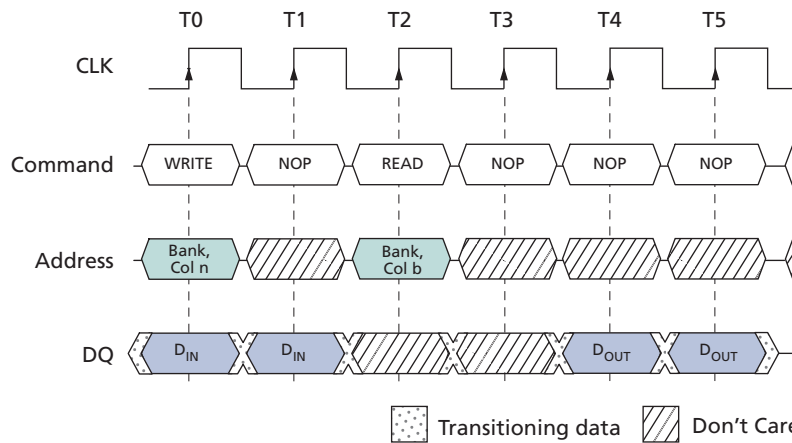 T0 T1 T2 T3 T4 T5
CLK
Command WRITE NOP READ NOP NOP NOP
Address Bank, Col n Bank, Col b
DQ DIN DIN DOUT DOUT
Transitioning data Don't Care